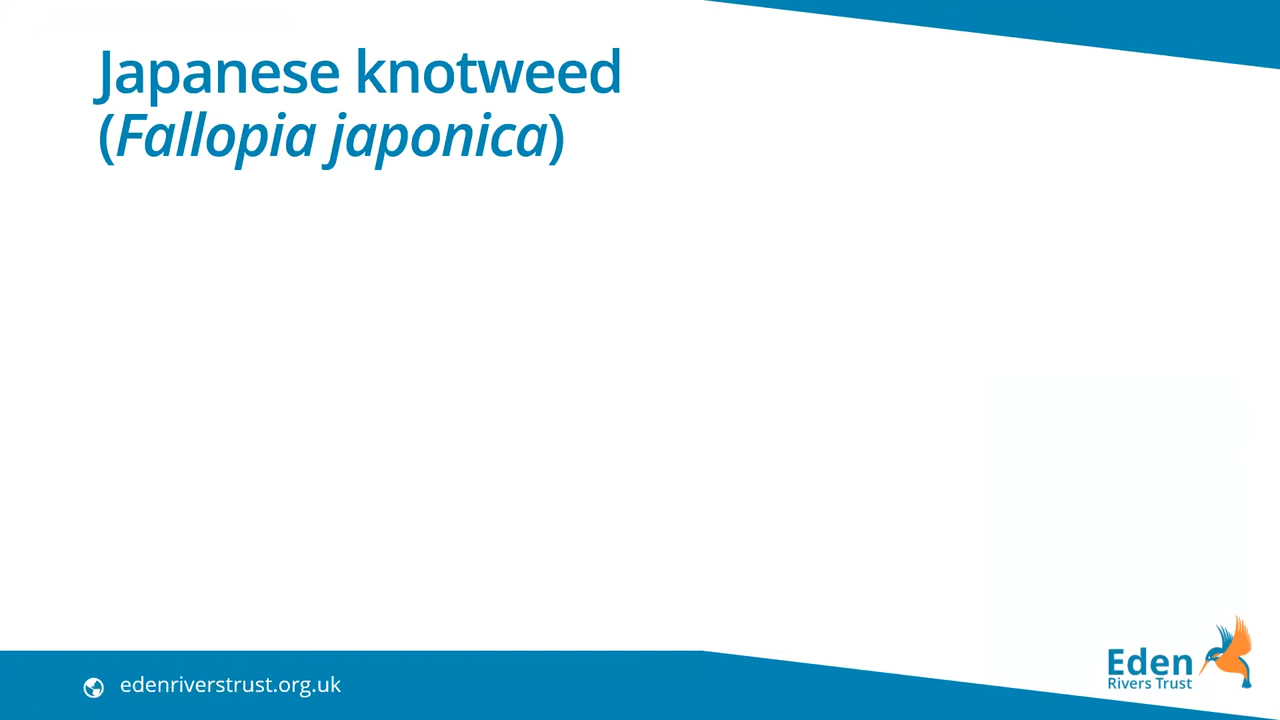 Japanese knotweed
(Fallopia japonica)
edenriverstrust.org.uk
Eden
Rivers Trust